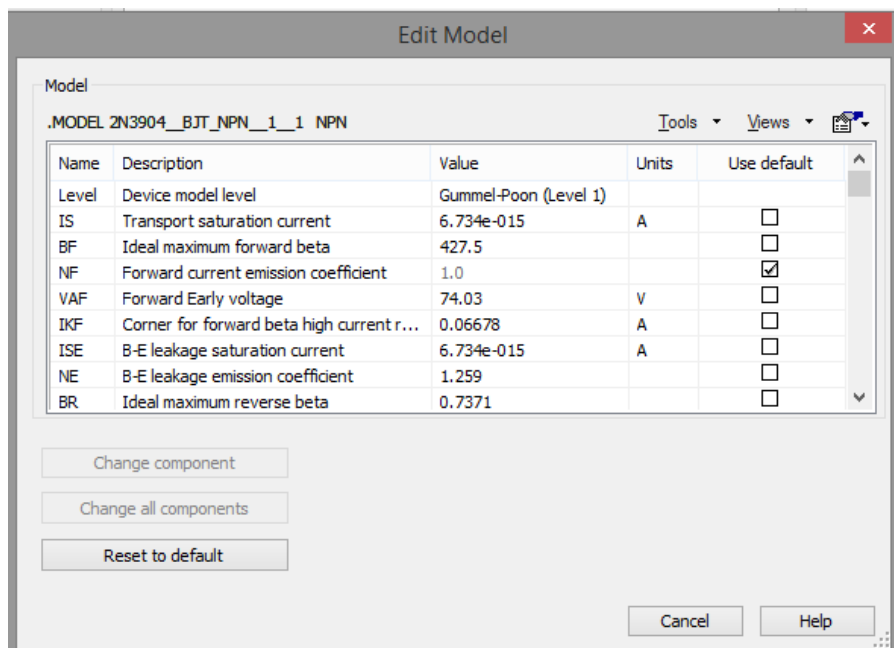 Edit Model
Model
.MODEL 2N3904__BJT_NPN__1__1 NPN
Tools Views
Name Description Value Units Use default
Level Device model level Gummel-Poon (Level 1)
IS Transport saturation current 6.734e-015 A
BF Ideal maximum forward beta 427.5
NF Forward current emission coefficient 1.0
VAF Forward Early voltage 74.03 V
IKF Corner for forward beta high current r... 0.06678 A
ISE B-E leakage saturation current 6.734e-015 A
NE B-E leakage emission coefficient 1.259
BR Ideal maximum reverse beta 0.7371
Change component
Change all components
Reset to default
Cancel Help